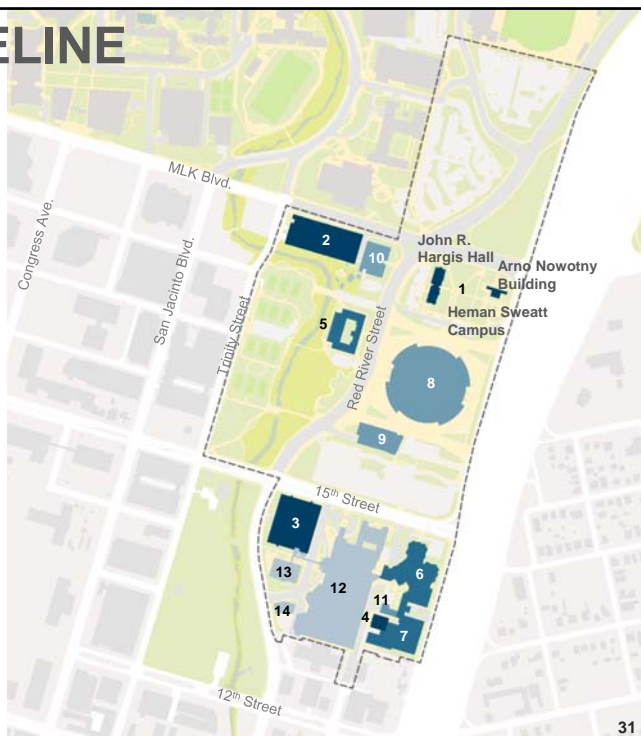 ELINE
MLK Blvd.
Congress Ave.
San Jacinto Blvd.
Trinity Street
2
10
John R.
Hargis Hall
Arno Nowotny
Building
1
Heman Sweatt
Campus
5
Red River Street
8
9
15th Street
3
13
12
6
11
14
4
7
12th Street
31